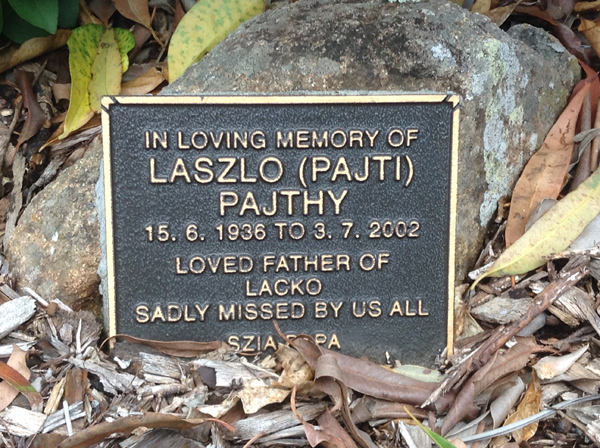 IN LOVING MEMORY OF
LASZLO (PAJTI)
PAJTHY
15. 6. 1936 TO 3. 7. 2002
LOVED FATHER OF
LACKO
SADLY MISSED BY US ALL
SZIA